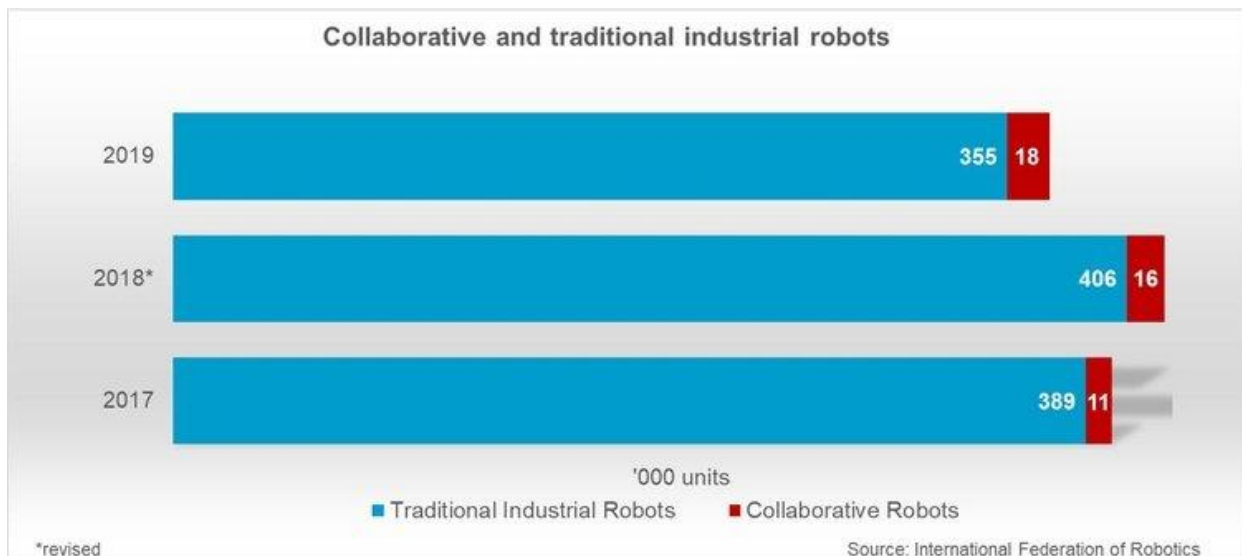 Collaborative and traditional industrial robots
2019 355 18
2018* 406 16
2017 389 11
'000 units
Traditional Industrial Robots Collaborative Robots
*revised Source: International Federation of Robotics